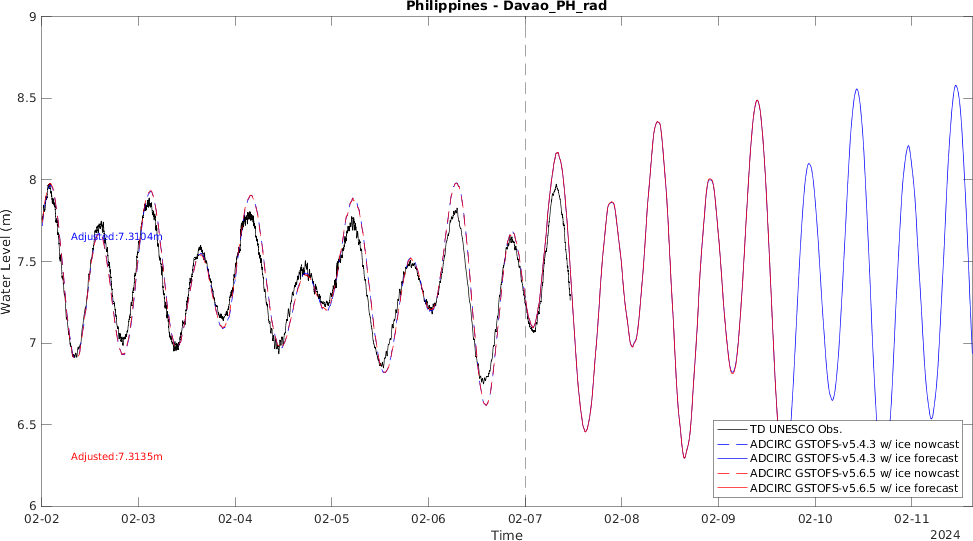 Philippines - Davao_PH_rad
9
8.5
8
7.5
7
6.5
6
Water Level (m)
Adjusted:7.3104m
Adjusted:7.3135m
TD UNESCO Obs.
ADCIRC GSTOFS-v5.4.3 w/ ice nowcast
ADCIRC GSTOFS-v5.4.3 w/ ice forecast
ADCIRC GSTOFS-v5.6.5 w/ ice nowcast
ADCIRC GSTOFS-v5.6.5 w/ ice forecast
02-02 02-03 02-04 02-05 02-06 02-07 02-08 02-09 02-10 02-11
Time
2024